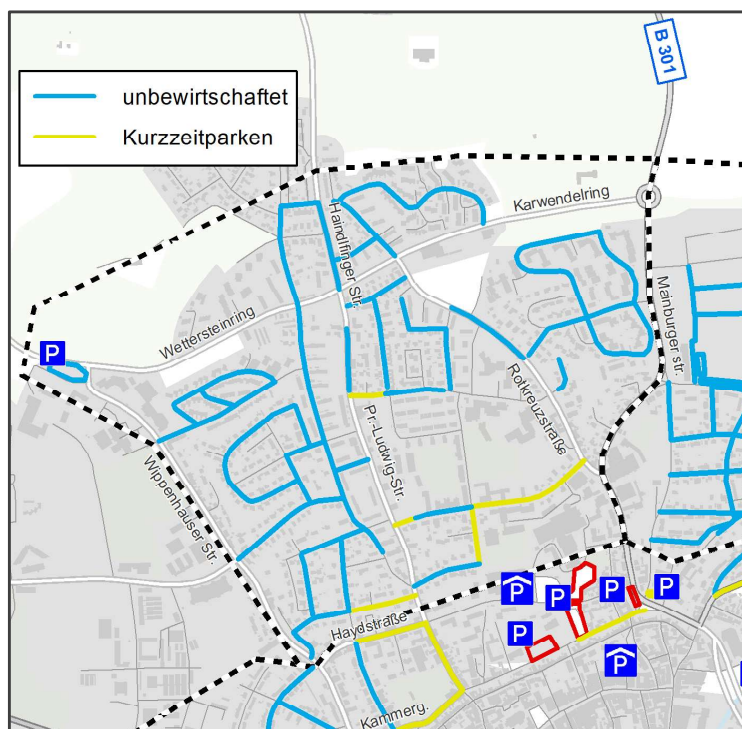 B 301
unbewirtschaftet
Kurzzeitparken
Karwendelring
Haindlfinger Str.
Mainburger str.
Wettersteinring
P
Rotkreuzstraße
Pr.-Ludwig-Str.
Wippenhauser Str.
P
P
P
P
P
Haydstraße
P
P
Kammerg.